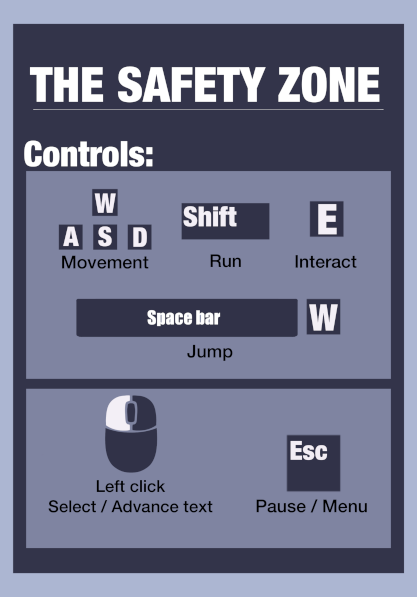 THE SAFETY ZONE
Controls:
W
A S D
Movement
Shift
Run
E
Interact
Space bar
W
Jump
Left click
Select / Advance text
Esc
Pause / Menu